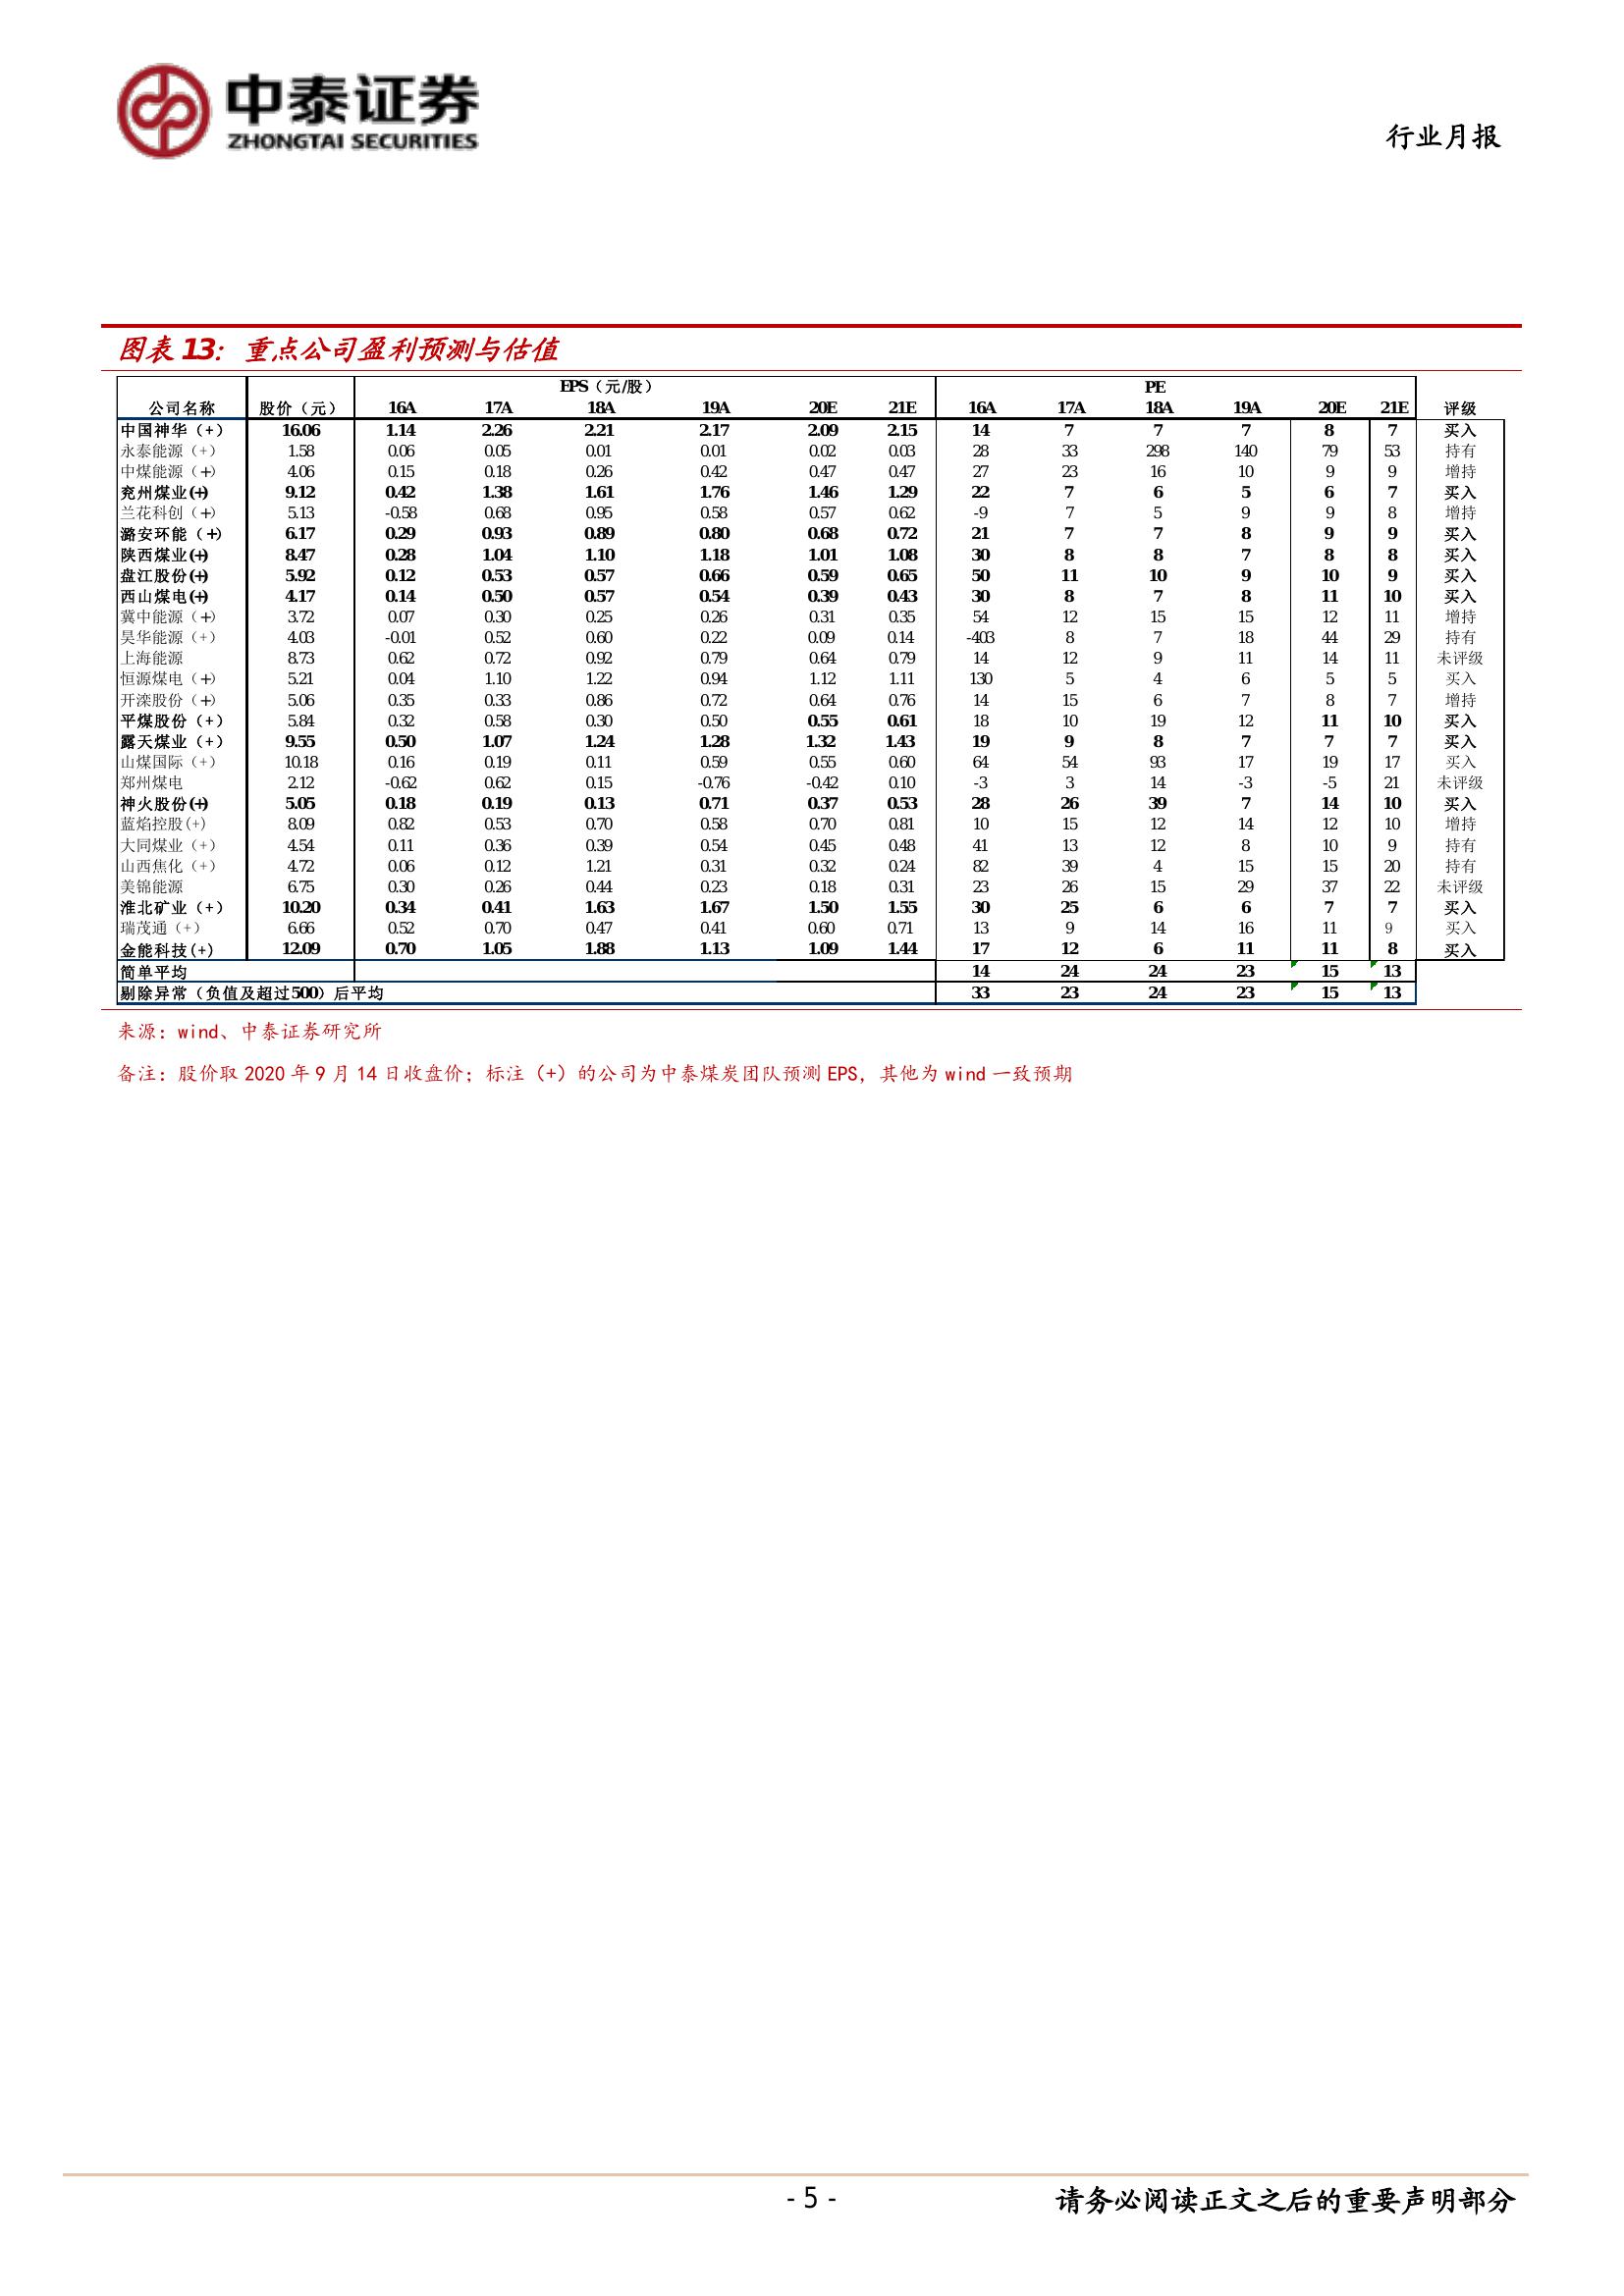 中泰证券
ZHONGTAI SECURITIES
行业月报
图表 13：重点公司盈利预测与估值
EPS（元/股） PE
公司名称 股价（元） 16A 17A 18A 19A 20E 21E 16A 17A 18A 19A 20E 21E 评级
中国神华（+） 16.06 1.14 2.26 2.21 2.17 2.09 2.15 14 7 7 7 8 7 买入
永泰能源（+） 1.58 0.06 0.05 0.01 0.01 0.02 0.03 28 33 298 140 79 53 持有
中煤能源（+） 4.06 0.15 0.18 0.26 0.42 0.47 0.47 27 23 16 10 9 9 增持
兖州煤业(+) 9.12 0.42 1.38 1.61 1.76 1.46 1.29 22 7 6 5 6 7 买入
兰花科创（+） 5.13 -0.58 0.68 0.95 0.58 0.57 0.62 -9 7 5 9 9 8 增持
潞安环能（+） 6.17 0.29 0.93 0.89 0.80 0.68 0.72 21 7 7 8 9 9 买入
陕西煤业(+) 8.47 0.28 1.04 1.10 1.18 1.01 1.08 30 8 8 7 8 8 买入
盘江股份(+) 5.92 0.12 0.53 0.57 0.66 0.59 0.65 50 11 10 9 10 9 买入
西山煤电(+) 4.17 0.14 0.50 0.57 0.54 0.39 0.43 30 8 7 8 11 10 买入
冀中能源（+） 3.72 0.07 0.30 0.25 0.26 0.31 0.35 54 12 15 15 12 11 增持
昊华能源（+） 4.03 -0.01 0.52 0.60 0.22 0.09 0.14 -403 8 7 18 44 29 持有
上海能源 8.73 0.62 0.72 0.92 0.79 0.64 0.79 14 12 9 11 14 11 未评级
恒源煤电（+） 5.21 0.04 1.10 1.22 0.94 1.12 1.11 130 5 4 6 5 5 买入
开滦股份（+） 5.06 0.35 0.33 0.86 0.72 0.64 0.76 14 15 6 7 8 7 增持
平煤股份（+） 5.84 0.32 0.58 0.30 0.50 0.55 0.61 18 10 19 12 11 10 买入
露天煤业（+） 9.55 0.50 1.07 1.24 1.28 1.32 1.43 19 9 8 7 7 7 买入
山煤国际（+） 10.18 0.16 0.19 0.11 0.59 0.55 0.60 64 54 93 17 19 17 买入
郑州煤电 2.12 -0.62 0.62 0.15 -0.76 -0.42 0.10 -3 3 14 -3 -5 21 未评级
神火股份(+) 5.05 0.18 0.19 0.13 0.71 0.37 0.53 28 26 39 7 14 10 买入
蓝焰控股(+) 8.09 0.82 0.53 0.70 0.58 0.70 0.81 10 15 12 14 12 10 增持
大同煤业（+） 4.54 0.11 0.36 0.39 0.54 0.45 0.48 41 13 12 8 10 9 持有
山西焦化（+） 4.72 0.06 0.12 1.21 0.31 0.32 0.24 82 39 4 15 15 20 持有
美锦能源 6.75 0.30 0.26 0.44 0.23 0.18 0.31 23 26 15 29 37 22 未评级
淮北矿业（+） 10.20 0.34 0.41 1.63 1.67 1.50 1.55 30 25 6 6 7 7 买入
瑞茂通（+） 6.66 0.52 0.70 0.47 0.41 0.60 0.71 13 9 14 16 11 9 买入
金能科技(+) 12.09 0.70 1.05 1.88 1.13 1.09 1.44 17 12 6 11 11 8 买入
简单平均 14 24 24 23 15 13
剔除异常（负值及超过500）后平均 33 23 24 23 15 13
来源：wind、中泰证券研究所
备注：股价取 2020 年 9 月 14 日收盘价；标注（+）的公司为中泰煤炭团队预测 EPS，其他为 wind 一致预期
- 5 -
请务必阅读正文之后的重要声明部分